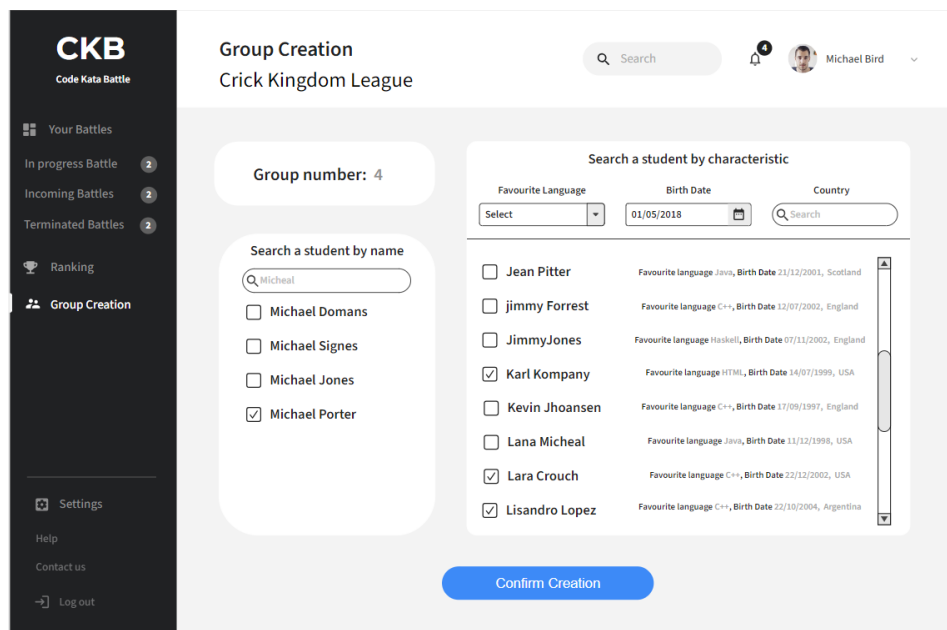 CKB
Code Kata Battle
Your Battles
In progress Battle 2
Incoming Battles 2
Terminated Battles 2
Ranking
Group Creation
Settings
Help
Contact us
Log out
Group Creation
Crick Kingdom League
Search
4
Michael Bird
Group number: 4
Search a student by name
Micheal
Michael Domans
Michael Signes
Michael Jones
Michael Porter
Search a student by characteristic
Favourite Language Birth Date Country
Select 01/05/2018 Search
Jean Pitter Favourite language Java, Birth Date 21/12/2001, Scotland
jimmy Forrest Favourite language C++, Birth Date 12/07/2002, England
JimmyJones Favourite language Haskell, Birth Date 07/11/2002, England
Karl Kompany Favourite language HTML, Birth Date 14/07/1999, USA
Kevin Jhoansen Favourite language C++, Birth Date 17/09/1997, England
Lana Micheal Favourite language Java, Birth Date 11/12/1998, USA
Lara Crouch Favourite language C++, Birth Date 22/12/2002, USA
Lisandro Lopez Favourite language C++, Birth Date 22/10/2004, Argentina
Confirm Creation